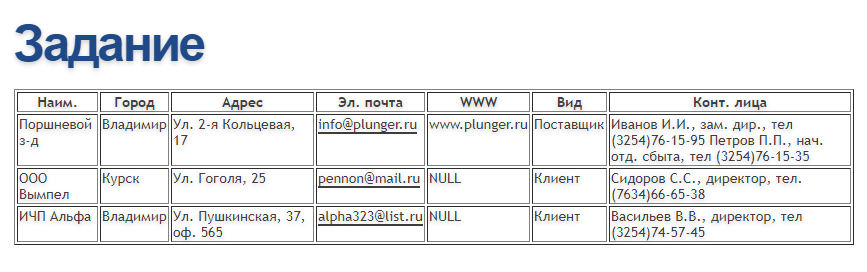 Задание
Наим. Город Адрес Эл. почта WWW Вид Конт. лица
Поршневой з-д Владимир Ул. 2-я Кольцевая, 17 info@plunger.ru www.plunger.ru Поставщик Иванов И.И., зам. дир., тел (3254)76-15-95 Петров П.П., нач. отд. сбыта, тел (3254)76-15-35
ООО Вымпел Курск Ул. Гоголя, 25 pennon@mail.ru NULL Клиент Сидоров С.С., директор, тел. (7634)66-65-38
ИЧП Альфа Владимир Ул. Пушкинская, 37, оф. 565 alpha323@list.ru NULL Клиент Васильев В.В., директор, тел (3254)74-57-45